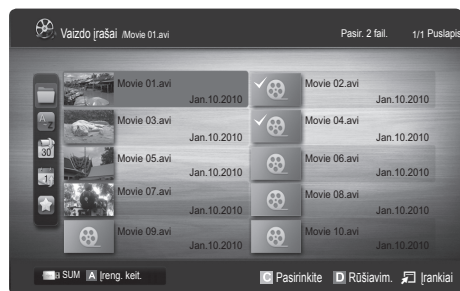 Vaizdo įrašai /Movie 01.avi Pasir. 2 fail. 1/1 Puslapis
Movie 01.avi Movie 02.avi
Jan.10.2010 Jan.10.2010
Movie 03.avi Movie 04.avi
Jan.10.2010 Jan.10.2010
30
Movie 05.avi Movie 06.avi
Jan.10.2010 Jan.10.2010
1
Movie 07.avi Movie 08.avi
Jan.10.2010 Jan.10.2010
Movie 09.avi Movie 10.avi
Jan.10.2010 Jan.10.2010
SUM A Įreng. keit. C Pasirinkite D Rūšiavim. Įrankiai